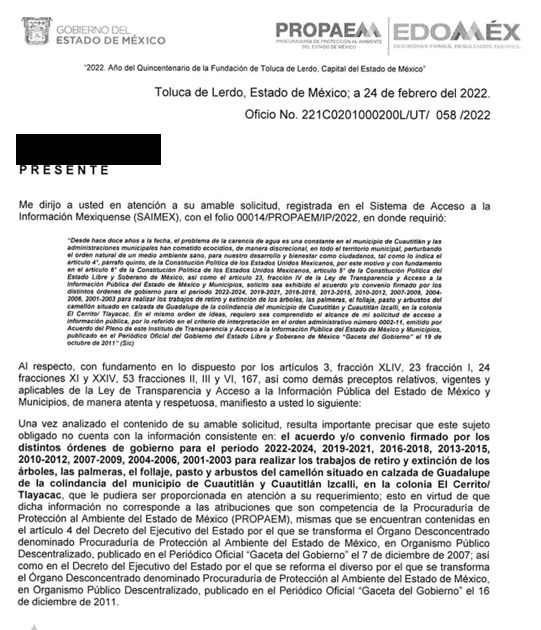 GOBIERNO DEL
ESTADO DE MÉXICO
PROPAEM
PROCURADURÍA DE PROTECCIÓN AL AMBIENTE
DEL ESTADO DE MÉXICO
EDOMÉX
DECISIONES FIRMES, RESULTADOS FUERTES.
"2022. Año del Quincentenario de la Fundación de Toluca de Lerdo, Capital del Estado de México"
Toluca de Lerdo, Estado de México; a 24 de febrero del 2022.
Oficio No. 221C0201000200L/UT/ 058 /2022
PRESENTE
Me dirijo a usted en atención a su amable solicitud, registrada en el Sistema de Acceso a la
Información Mexiquense (SAIMEX), con el folio 00014/PROPAEM/IP/2022, en donde requirió:
"Desde hace doce años a la fecha, el problema de la carencia de agua es una constante en el municipio de Cuautitlán y las
administraciones municipales han cometido ecocidios, en forma indiscrecional, en todo el territorio municipal, perturbando
el orden natural de un medio ambiente sano, para nuestro desarrollo y bienestar como ciudadanos, tal como lo indica el
artículo 4°, párrafo quinto, de la Constitución Política de los Estados Unidos Mexicanos, por este motivo y con fundamento
en el artículo 6° de la Constitución Política de los Estados Unidos Mexicanos, artículo 5° de la Constitución Política del
Estado Libre y Soberano de México, así como el artículo 23, fracción IV de la Ley de Transparencia y Acceso a la
Información Pública del Estado de México y Municipios, solicito sea exhibido el acuerdo y/o convenio firmado por los
distintos órdenes de gobierno para el periodo 2022-2024, 2019-2021, 2016-2018, 2013-2015, 2010-2012, 2007-2009, 2004-
2006, 2001-2003 para realizar los trabajos de retiro y extinción de los árboles, las palmeras, el follaje, pasto y arbustos del
camellón situado en calzada de Guadalupe de la colindancia del municipio de Cuautitlán y Cuautitlán Izcalli, en la colonia
El Cerrito/ Tlayacac. En el mismo orden de ideas, requiero sea comprendido el alcance de mi solicitud de acceso a
información pública, por lo referido en el criterio de interpretación en el orden administrativo número 0002-11, emitido por
Acuerdo del Pleno de este Instituto de Transparencia y Acceso a la Información Pública del Estado de México y Municipios,
publicado en el Periódico Oficial del Gobierno del Estado Libre y Soberano de México "Gaceta del Gobierno" el 19 de
octubre de 2011" (Sic)
Al respecto, con fundamento en lo dispuesto por los artículos 3, fracción XLIV, 23 fracción I, 24
fracciones XI y XXIV, 53 fracciones II, III y VI, 167, así como demás preceptos relativos, vigentes y
aplicables de la Ley de Transparencia y Acceso a la Información Pública del Estado de México y
Municipios, de manera atenta y respetuosa, manifiesto a usted lo siguiente:
Una vez analizado el contenido de su amable solicitud, resulta importante precisar que este sujeto
obligado no cuenta con la información consistente en: el acuerdo y/o convenio firmado por los
distintos órdenes de gobierno para el periodo 2022-2024, 2019-2021, 2016-2018, 2013-2015,
2010-2012, 2007-2009, 2004-2006, 2001-2003 para realizar los trabajos de retiro y extinción de los
árboles, las palmeras, el follaje, pasto y arbustos del camellón situado en calzada de Guadalupe
de la colindancia del municipio de Cuautitlán y Cuautitlán Izcalli, en la colonia El Cerrito/
Tlayacac, que le pudiera ser proporcionada en atención a su requerimiento; esto en virtud de que
dicha información no corresponde a las atribuciones que son competencia de la Procuraduría de
Protección al Ambiente del Estado de México (PROPAEM), mismas que se encuentran contenidas en
el artículo 4 del Decreto del Ejecutivo del Estado por el que se transforma el Órgano Desconcentrado
denominado Procuraduría de Protección al Ambiente del Estado de México, en Organismo Público
Descentralizado, publicado en el Periódico Oficial "Gaceta del Gobierno" el 7 de diciembre de 2007; así
como en el Decreto del Ejecutivo del Estado por el que se reforma el diverso por el que se transforma
el Órgano Desconcentrado denominado Procuraduría de Protección al Ambiente del Estado de México,
en Organismo Público Descentralizado, publicado en el Periódico Oficial "Gaceta del Gobierno" el 16
de diciembre de 2011.